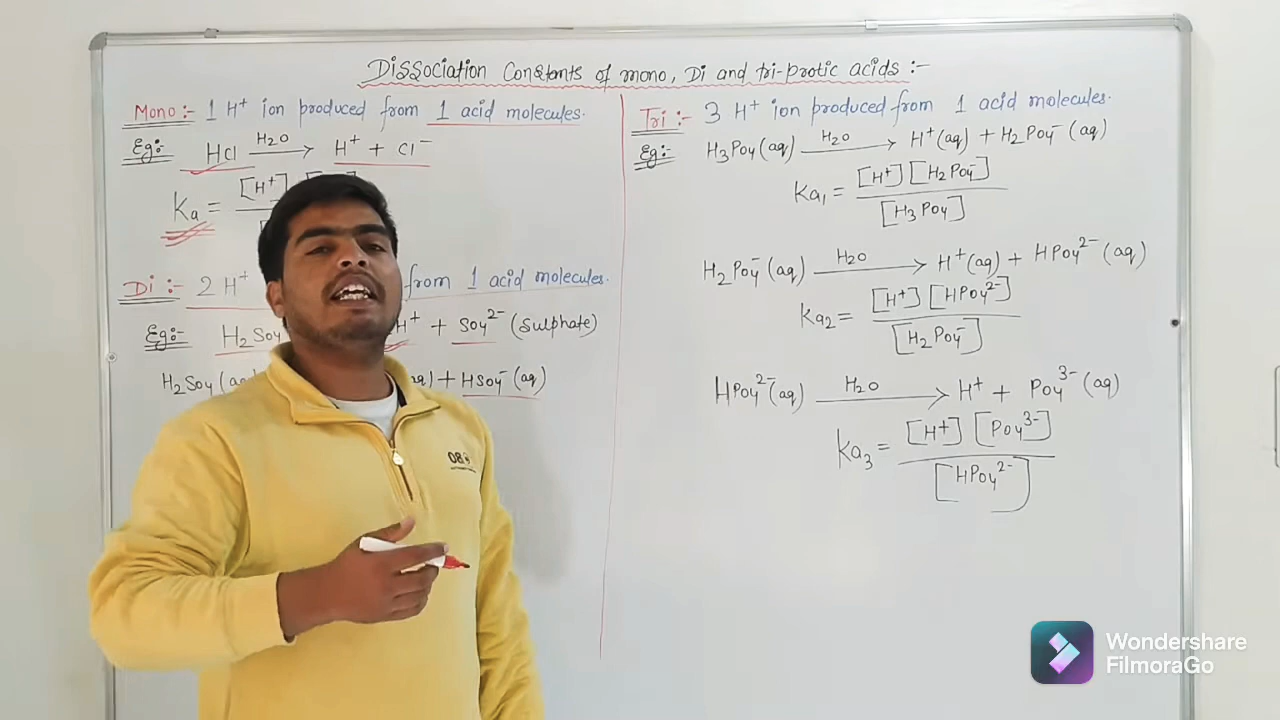 Dissociation Constants of mono, Di and tri-protic acids :-
Mono :- 1 H⁺ ion produced from 1 acid molecules.
Eg:- HCl H₂O → H⁺ + Cl⁻
Ka = [H⁺]
Di :- 2 H⁺ from 1 acid molecules.
Eg:- H₂SO₄ H⁺ + SO₄²⁻ (Sulphate)
H₂SO₄ (aq) + HSO₄⁻ (aq)
Tri :- 3 H⁺ ion produced from 1 acid molecules.
Eg:- H₃PO₄ (aq) H₂O → H⁺(aq) + H₂PO₄⁻ (aq)
Ka₁ = [H⁺] [H₂PO₄⁻]
[H₃PO₄]
H₂PO₄⁻ (aq) H₂O → H⁺(aq) + HPO₄²⁻ (aq)
Ka₂ = [H⁺] [HPO₄²⁻]
[H₂PO₄⁻]
HPO₄²⁻ (aq) H₂O → H⁺ + PO₄³⁻ (aq)
Ka₃ = [H⁺] [PO₄³⁻]
[HPO₄²⁻]
08
Wondershare
FilmoraGo